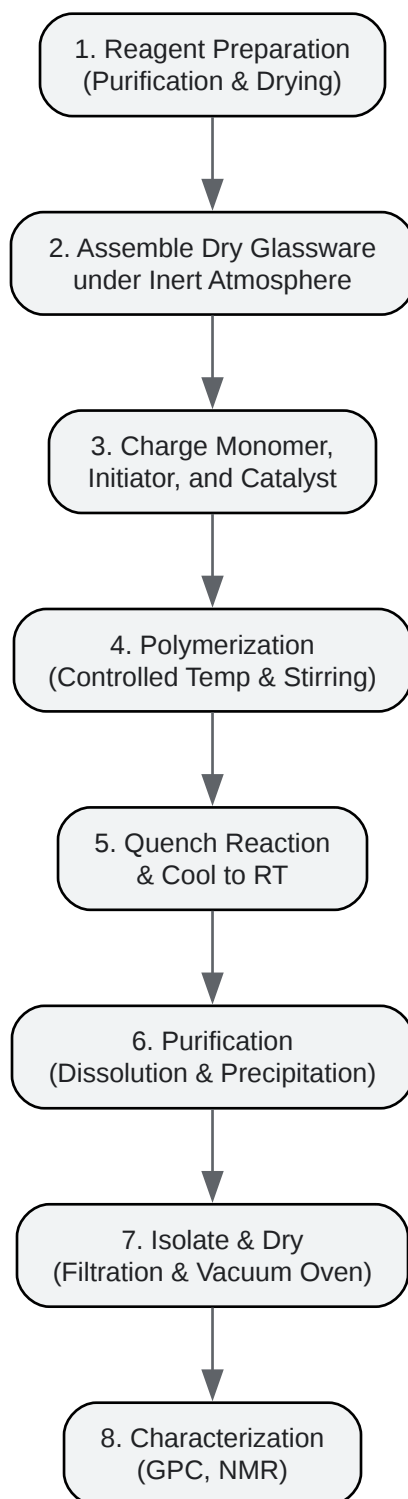 1. Reagent Preparation
(Purification & Drying)
2. Assemble Dry Glassware
under Inert Atmosphere
3. Charge Monomer,
Initiator, and Catalyst
4. Polymerization
(Controlled Temp & Stirring)
5. Quench Reaction
& Cool to RT
6. Purification
(Dissolution & Precipitation)
7. Isolate & Dry
(Filtration & Vacuum Oven)
8. Characterization
(GPC, NMR)